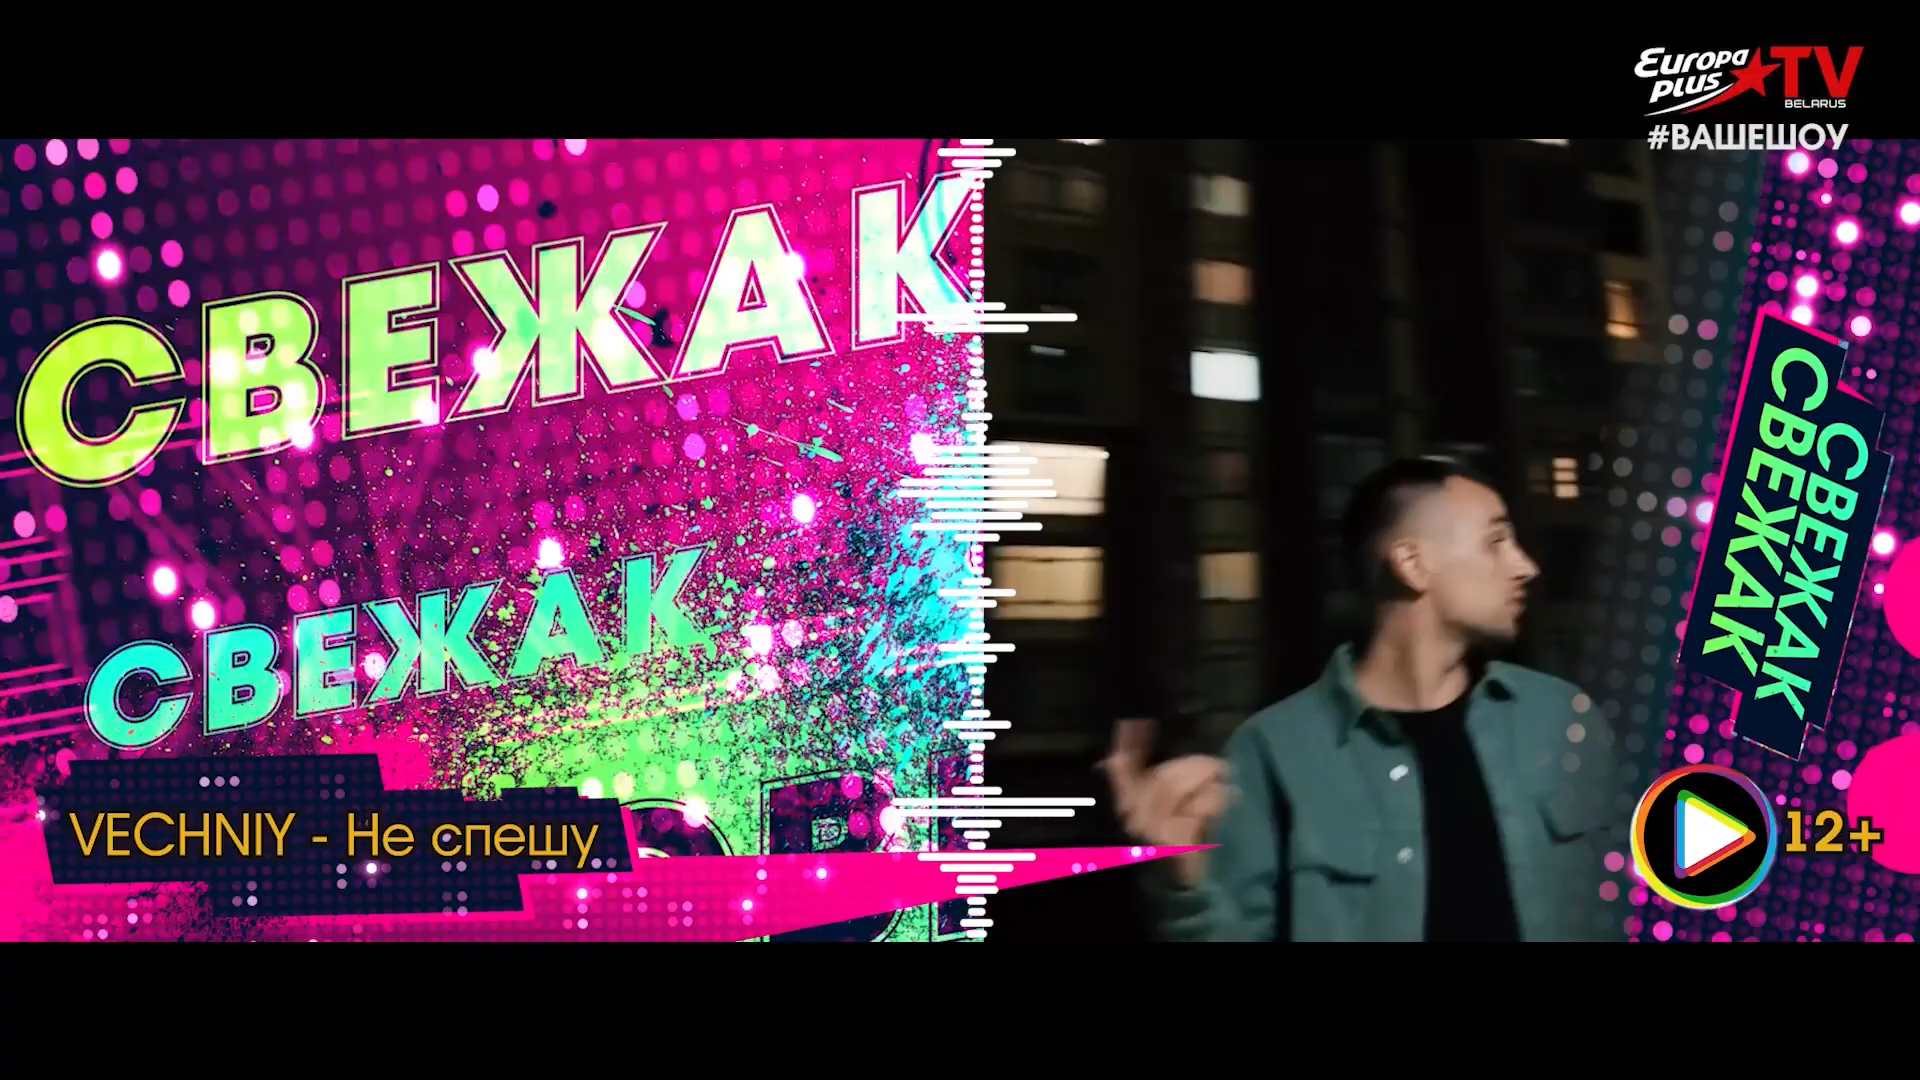 Europa
plus TV
BELARUS
#ВАШЕШОУ
СВЕЖАК
СВЕЖАК
СВЕЖАК
СВЕЖАК
VECHNIY - Не спешу
12+